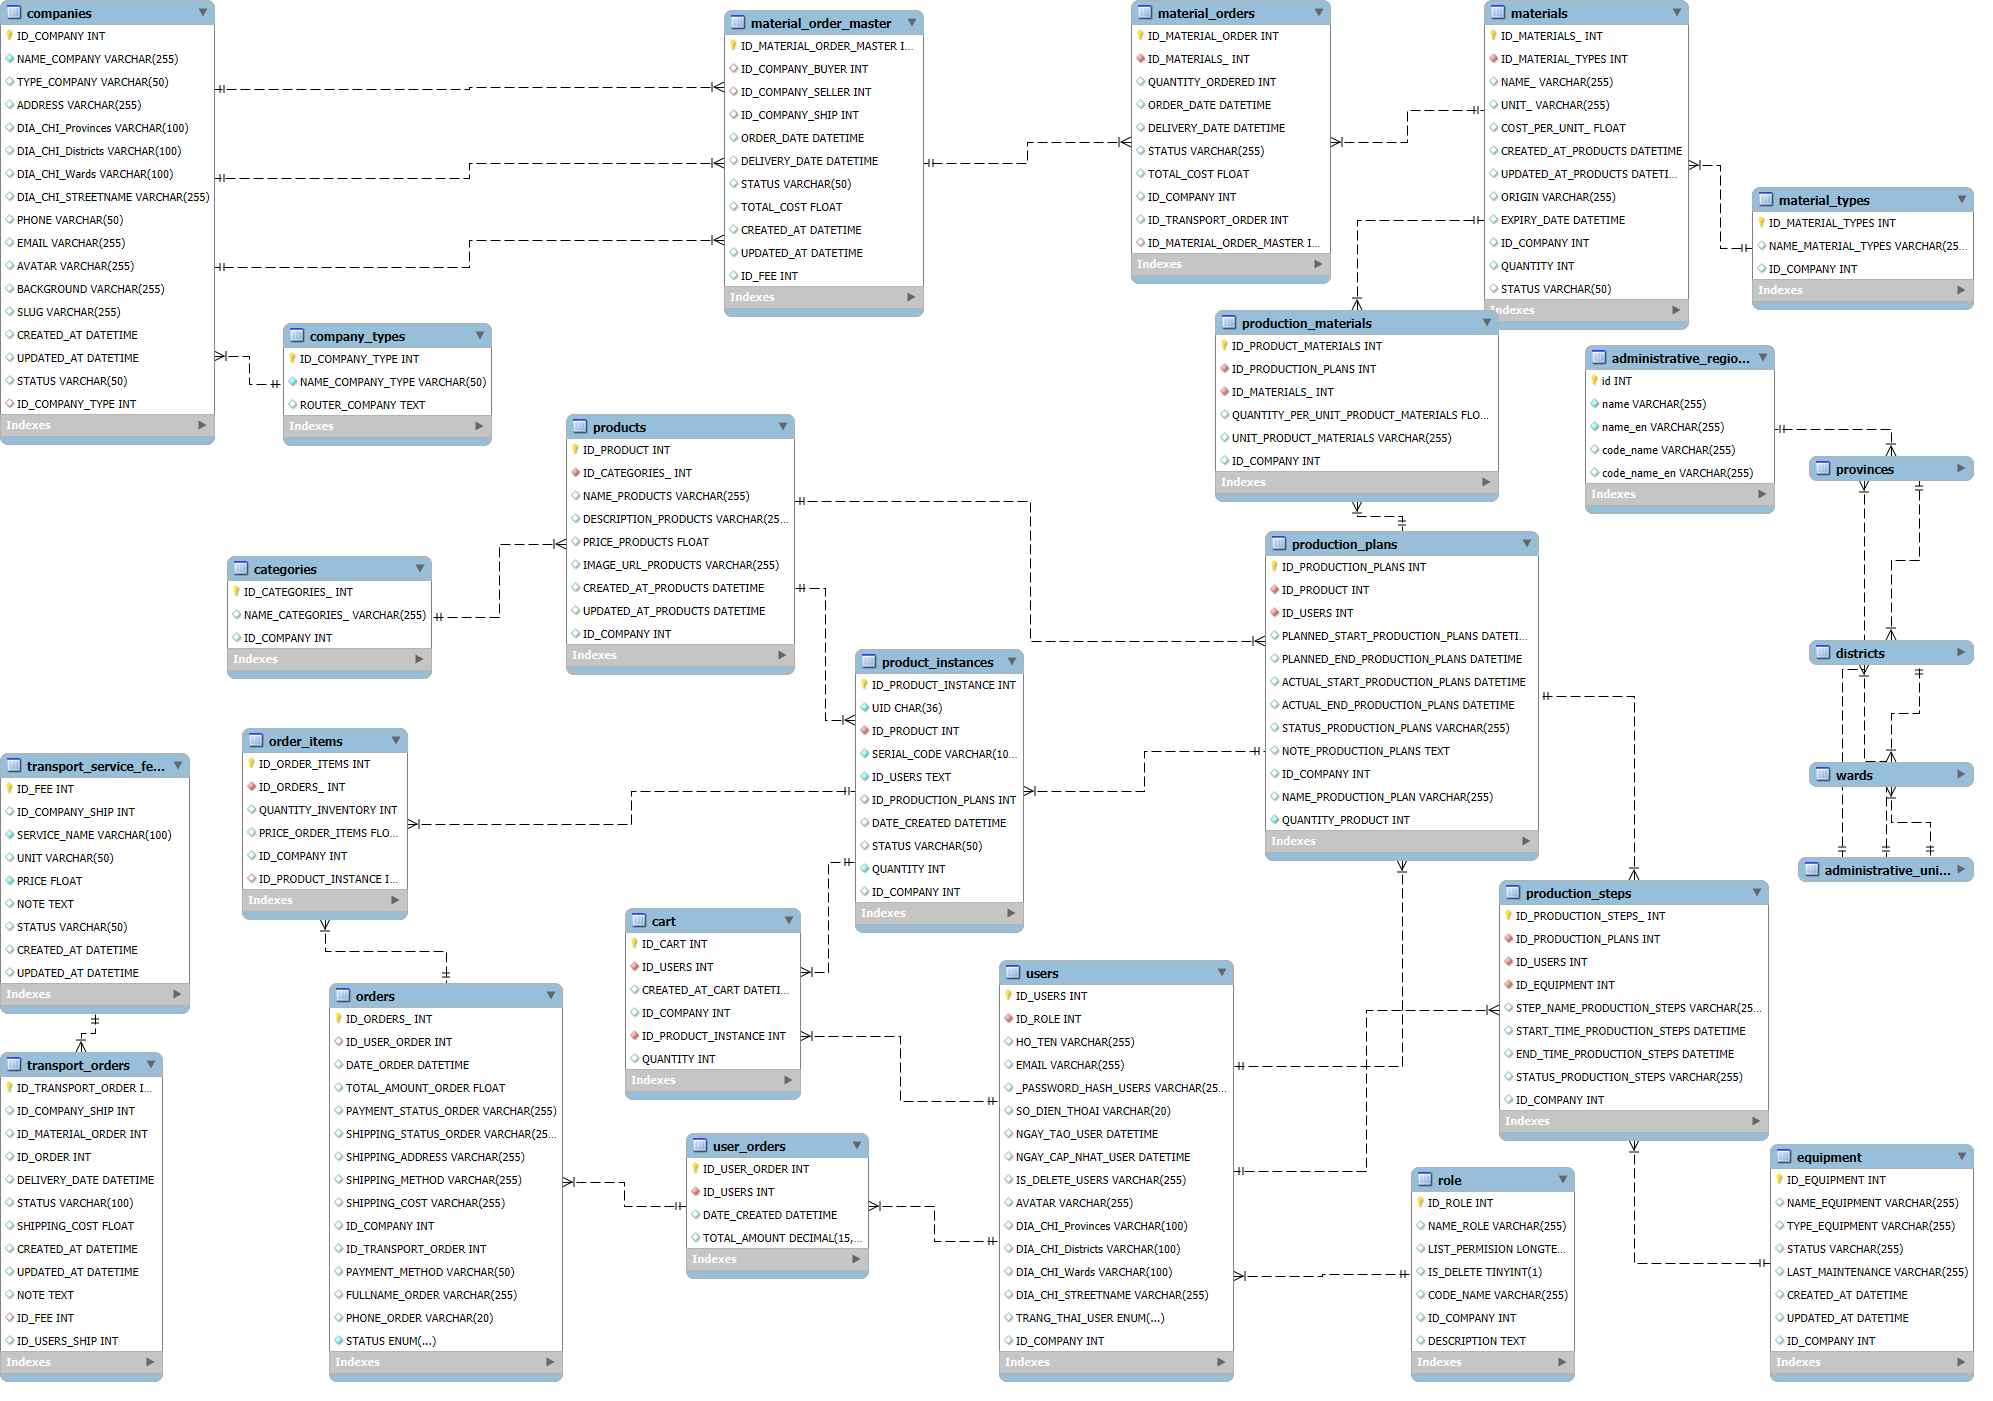 companies
ID_COMPANY INT
NAME_COMPANY VARCHAR(255)
TYPE_COMPANY VARCHAR(50)
ADDRESS VARCHAR(255)
DIA_CHI_Provinces VARCHAR(100)
DIA_CHI_Districts VARCHAR(100)
DIA_CHI_Wards VARCHAR(100)
DIA_CHI_STREETNAME VARCHAR(255)
PHONE VARCHAR(50)
EMAIL VARCHAR(255)
AVATAR VARCHAR(255)
BACKGROUND VARCHAR(255)
SLUG VARCHAR(255)
CREATED_AT DATETIME
UPDATED_AT DATETIME
STATUS VARCHAR(50)
ID_COMPANY_TYPE INT
Indexes
company_types
ID_COMPANY_TYPE INT
NAME_COMPANY_TYPE VARCHAR(50)
ROUTER_COMPANY TEXT
Indexes
material_order_master
ID_MATERIAL_ORDER_MASTER I...
ID_COMPANY_BUYER INT
ID_COMPANY_SELLER INT
ID_COMPANY_SHIP INT
ORDER_DATE DATETIME
DELIVERY_DATE DATETIME
STATUS VARCHAR(50)
TOTAL_COST FLOAT
CREATED_AT DATETIME
UPDATED_AT DATETIME
ID_FEE INT
Indexes
material_orders
ID_MATERIAL_ORDER INT
ID_MATERIALS_ INT
QUANTITY_ORDERED INT
ORDER_DATE DATETIME
DELIVERY_DATE DATETIME
STATUS VARCHAR(255)
TOTAL_COST FLOAT
ID_COMPANY INT
ID_TRANSPORT_ORDER INT
ID_MATERIAL_ORDER_MASTER I...
Indexes
materials
ID_MATERIALS_ INT
ID_MATERIAL_TYPES INT
NAME_ VARCHAR(255)
UNIT_ VARCHAR(255)
COST_PER_UNIT_ FLOAT
CREATED_AT_PRODUCTS DATETIME
UPDATED_AT_PRODUCTS DATETI...
ORIGIN VARCHAR(255)
EXPIRY_DATE DATETIME
ID_COMPANY INT
QUANTITY INT
STATUS VARCHAR(50)
Indexes
material_types
ID_MATERIAL_TYPES INT
NAME_MATERIAL_TYPES VARCHAR(25...
ID_COMPANY INT
Indexes
production_materials
ID_PRODUCT_MATERIALS INT
ID_PRODUCTION_PLANS INT
ID_MATERIALS_ INT
QUANTITY_PER_UNIT_PRODUCT_MATERIALS FLO...
UNIT_PRODUCT_MATERIALS VARCHAR(255)
ID_COMPANY INT
Indexes
administrative_regio...
id INT
name VARCHAR(255)
name_en VARCHAR(255)
code_name VARCHAR(255)
code_name_en VARCHAR(255)
Indexes
provinces
districts
wards
administrative_uni...
products
ID_PRODUCT INT
ID_CATEGORIES_ INT
NAME_PRODUCTS VARCHAR(255)
DESCRIPTION_PRODUCTS VARCHAR(25...
PRICE_PRODUCTS FLOAT
IMAGE_URL_PRODUCTS VARCHAR(255)
CREATED_AT_PRODUCTS DATETIME
UPDATED_AT_PRODUCTS DATETIME
ID_COMPANY INT
Indexes
categories
ID_CATEGORIES_ INT
NAME_CATEGORIES_ VARCHAR(255)
ID_COMPANY INT
Indexes
production_plans
ID_PRODUCTION_PLANS INT
ID_PRODUCT INT
ID_USERS INT
PLANNED_START_PRODUCTION_PLANS DATETI...
PLANNED_END_PRODUCTION_PLANS DATETIME
ACTUAL_START_PRODUCTION_PLANS DATETIME
ACTUAL_END_PRODUCTION_PLANS DATETIME
STATUS_PRODUCTION_PLANS VARCHAR(255)
NOTE_PRODUCTION_PLANS TEXT
ID_COMPANY INT
NAME_PRODUCTION_PLAN VARCHAR(255)
QUANTITY_PRODUCT INT
Indexes
product_instances
ID_PRODUCT_INSTANCE INT
UID CHAR(36)
ID_PRODUCT INT
SERIAL_CODE VARCHAR(10...
ID_USERS TEXT
ID_PRODUCTION_PLANS INT
DATE_CREATED DATETIME
STATUS VARCHAR(50)
QUANTITY INT
ID_COMPANY INT
Indexes
order_items
ID_ORDER_ITEMS INT
ID_ORDERS_ INT
QUANTITY_INVENTORY INT
PRICE_ORDER_ITEMS FLO...
ID_COMPANY INT
ID_PRODUCT_INSTANCE I...
Indexes
transport_service_fe...
ID_FEE INT
ID_COMPANY_SHIP INT
SERVICE_NAME VARCHAR(100)
UNIT VARCHAR(50)
PRICE FLOAT
NOTE TEXT
STATUS VARCHAR(50)
CREATED_AT DATETIME
UPDATED_AT DATETIME
Indexes
transport_orders
ID_TRANSPORT_ORDER I...
ID_COMPANY_SHIP INT
ID_MATERIAL_ORDER INT
ID_ORDER INT
DELIVERY_DATE DATETIME
STATUS VARCHAR(100)
SHIPPING_COST FLOAT
CREATED_AT DATETIME
UPDATED_AT DATETIME
NOTE TEXT
ID_FEE INT
ID_USERS_SHIP INT
Indexes
orders
ID_ORDERS_ INT
ID_USER_ORDER INT
DATE_ORDER DATETIME
TOTAL_AMOUNT_ORDER FLOAT
PAYMENT_STATUS_ORDER VARCHAR(255)
SHIPPING_STATUS_ORDER VARCHAR(25...
SHIPPING_ADDRESS VARCHAR(255)
SHIPPING_METHOD VARCHAR(255)
SHIPPING_COST VARCHAR(255)
ID_COMPANY INT
ID_TRANSPORT_ORDER INT
PAYMENT_METHOD VARCHAR(50)
FULLNAME_ORDER VARCHAR(255)
PHONE_ORDER VARCHAR(20)
STATUS ENUM(...)
Indexes
cart
ID_CART INT
ID_USERS INT
CREATED_AT_CART DATETI...
ID_COMPANY INT
ID_PRODUCT_INSTANCE INT
QUANTITY INT
Indexes
user_orders
ID_USER_ORDER INT
ID_USERS INT
DATE_CREATED DATETIME
TOTAL_AMOUNT DECIMAL(15,...
Indexes
users
ID_USERS INT
ID_ROLE INT
HO_TEN VARCHAR(255)
EMAIL VARCHAR(255)
_PASSWORD_HASH_USERS VARCHAR(25...
SO_DIEN_THOAI VARCHAR(20)
NGAY_TAO_USER DATETIME
NGAY_CAP_NHAT_USER DATETIME
IS_DELETE_USERS VARCHAR(255)
AVATAR VARCHAR(255)
DIA_CHI_Provinces VARCHAR(100)
DIA_CHI_Districts VARCHAR(100)
DIA_CHI_Wards VARCHAR(100)
DIA_CHI_STREETNAME VARCHAR(255)
TRANG_THAI_USER ENUM(...)
ID_COMPANY INT
Indexes
production_steps
ID_PRODUCTION_STEPS_ INT
ID_PRODUCTION_PLANS INT
ID_USERS INT
ID_EQUIPMENT INT
STEP_NAME_PRODUCTION_STEPS VARCHAR(25...
START_TIME_PRODUCTION_STEPS DATETIME
END_TIME_PRODUCTION_STEPS DATETIME
STATUS_PRODUCTION_STEPS VARCHAR(255)
ID_COMPANY INT
Indexes
role
ID_ROLE INT
NAME_ROLE VARCHAR(255)
LIST_PERMISION LONGTE...
IS_DELETE TINYINT(1)
CODE_NAME VARCHAR(255)
ID_COMPANY INT
DESCRIPTION TEXT
Indexes
equipment
ID_EQUIPMENT INT
NAME_EQUIPMENT VARCHAR(255)
TYPE_EQUIPMENT VARCHAR(255)
STATUS VARCHAR(255)
LAST_MAINTENANCE VARCHAR(255)
CREATED_AT DATETIME
UPDATED_AT DATETIME
ID_COMPANY INT
Indexes